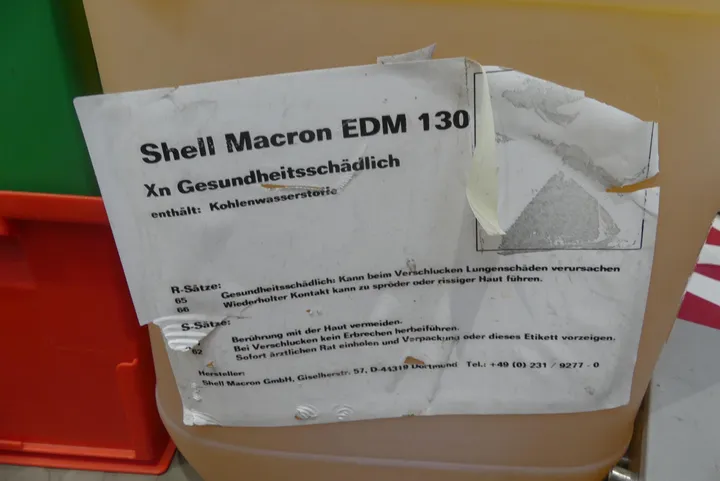 Shell Macron EDM 130
Xn Gesundheitsschädlich
enthält: Kohlenwasserstoffe
R-Sätze:
65 Gesundheitsschädlich: Kann beim Verschlucken Lungenschäden verursachen
66 Wiederholter Kontakt kann zu spröder oder rissiger Haut führen.
S-Sätze:
Berührung mit der Haut vermeiden.
62 Bei Verschlucken kein Erbrechen herbeiführen.
Sofort ärztlichen Rat einholen und Verpackung oder dieses Etikett vorzeigen.
Hersteller:
Shell Macron GmbH, Giselherstr. 57, D-44319 Dortmund Tel.: +49 (0) 231 / 9277 - 0